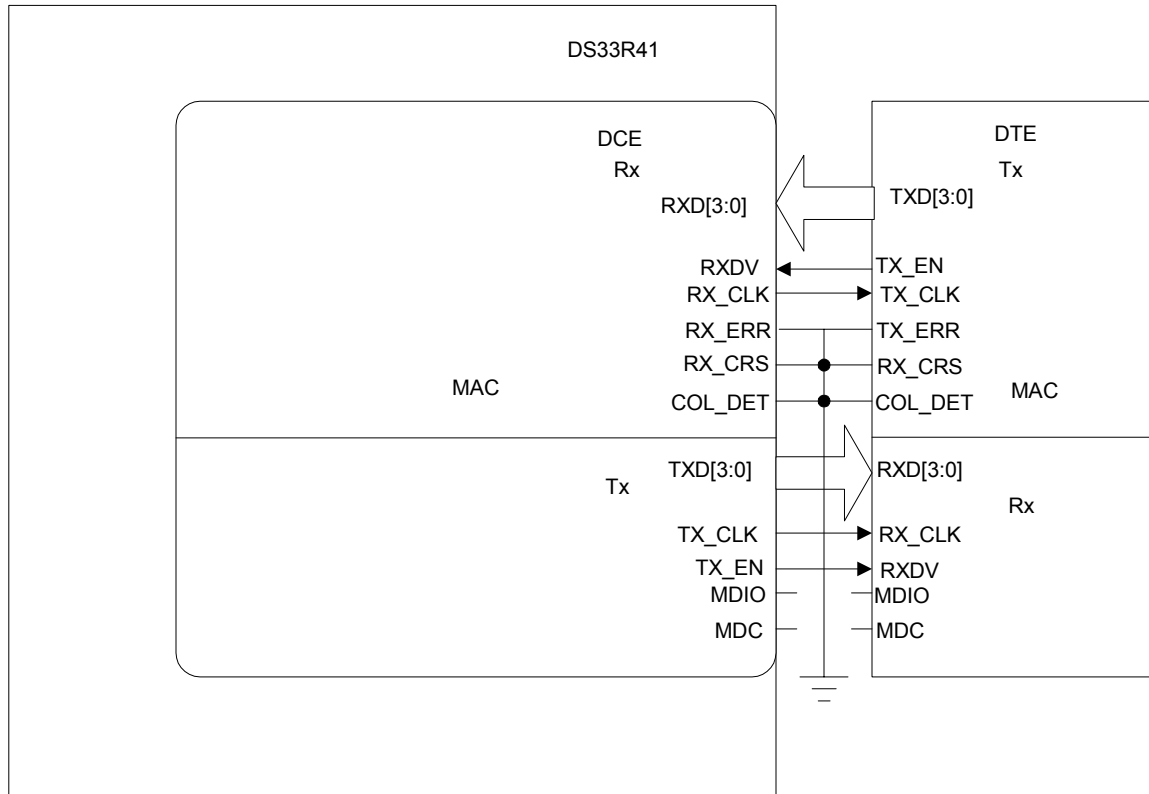 DS33R41
DCE
DTE
Rx
Tx
RXD[3:0]
TXD[3:0]
RXDV
TX_EN
RX_CLK
TX_CLK
RX_ERR
TX_ERR
RX_CRS
RX_CRS
MAC
MAC
COL_DET
COL_DET
TXD[3:0]
RXD[3:0]
Tx
Rx
TX_CLK
RX_CLK
TX_EN
RXDV
MDIO
MDIO
MDC
MDC